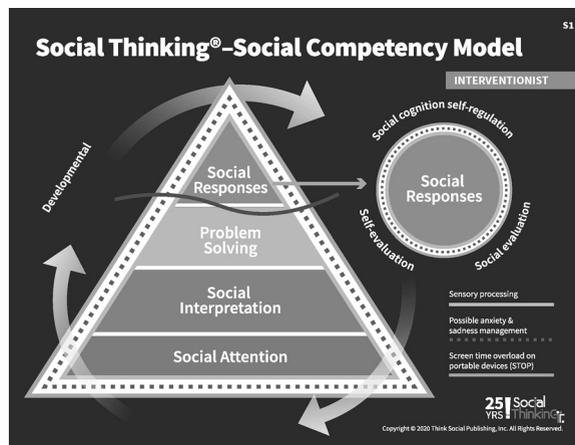 S1
Social Thinking®–Social Competency Model
INTERVENTIONIST
Developmental
Social
Responses
Problem
Solving
Social
Interpretation
Social Attention
Social cognition self-regulation
Social
Responses
Self-evaluation
Social evaluation
Sensory processing
Possible anxiety &
sadness management
Screen time overload on
portable devices (STOP)
25 YRS! Social Thinking
Copyright © 2020 Think Social Publishing, Inc. All Rights Reserved.